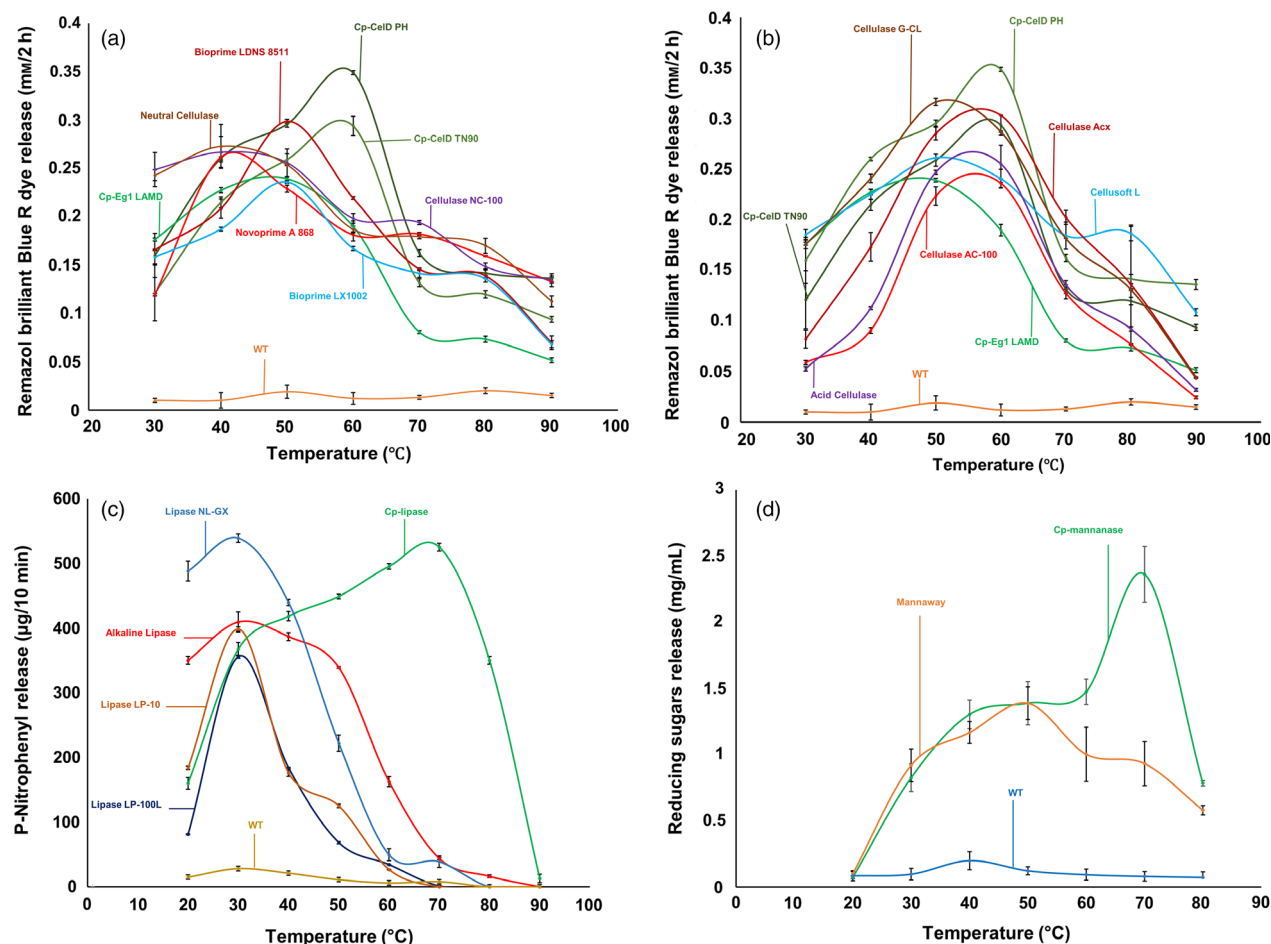 (a)
Remazol brilliant Blue R dye release (mM/2 h)
0.4
0.35
0.3
0.25
0.2
0.15
0.1
0.05
0
Bioprime LDNS 8511
Cp-CelD PH
Neutral Cellulase
Cp-CelD TN90
Cp-Eg1 LAMD
Cellulase NC-100
Novoprime A 868
Bioprime LX1002
WT
20 30 40 50 60 70 80 90 100
Temperature (℃)
(b)
Remazol brilliant Blue R dye release (mM/2 h)
0.4
0.35
0.3
0.25
0.2
0.15
0.1
0.05
0
Cellulase G-CL
Cp-CelD PH
Cellulase Acx
Cellusoft L
Cp-CelD TN90
Cellulase AC-100
Cp-Eg1 LAMD
WT
Acid Cellulase
20 30 40 50 60 70 80 90 100
Temperature (℃)
(c)
P-Nitrophenyl release (µg/10 min)
600
500
400
300
200
100
0
Lipase NL-GX
Cp-lipase
Alkaline Lipase
Lipase LP-10
Lipase LP-100L
WT
0 20 30 40 50 60 70 80 90 100
Temperature (°C)
(d)
Reducing sugars release (mg/mL)
3
2.5
2
1.5
1
0.5
0
Cp-mannanase
Mannaway
WT
0 20 30 40 50 60 70 80 90
Temperature (°C)